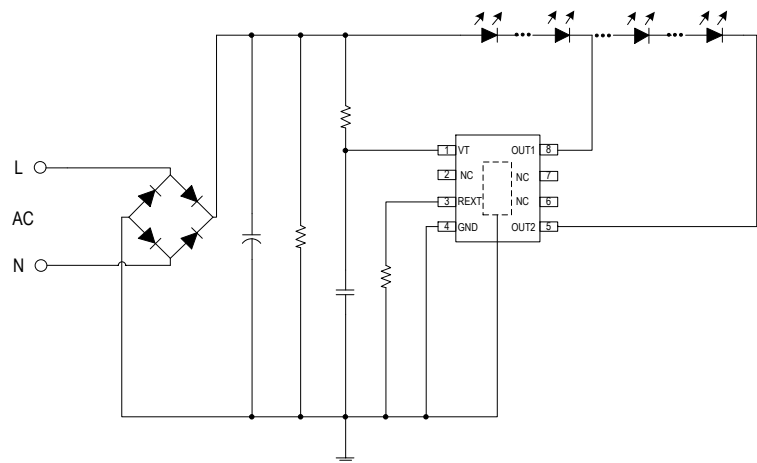 L
AC
N
1 VT OUT1 8
2 NC NC 7
3 REXT NC 6
4 GND OUT2 5